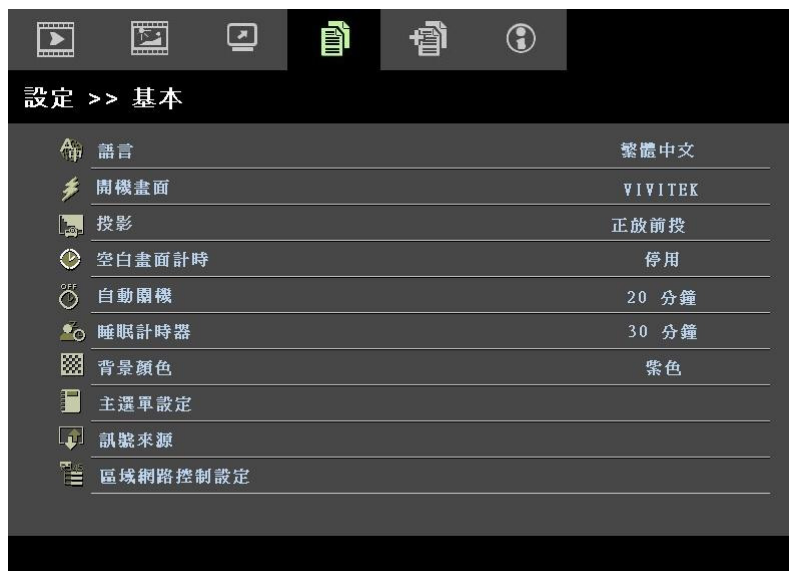 設定 >> 基本
語言 繁體中文
開機畫面 VIVITEK
投影 正放前投
空白畫面計時 停用
OFF
自動關機 20 分鐘
睡眠計時器 30 分鐘
背景顏色 紫色
主選單設定
訊號來源
區域網路控制設定